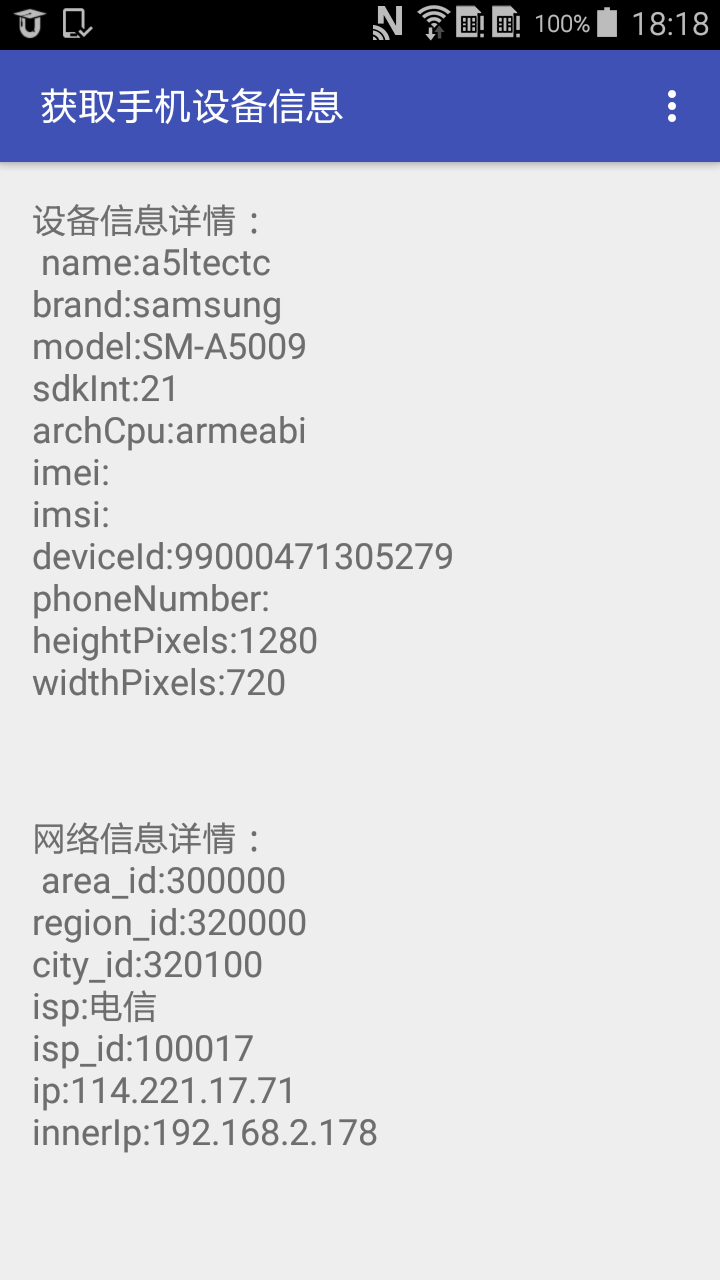 100% 18:18
获取手机设备信息
设备信息详情：
name:a5ltectc
brand:samsung
model:SM-A5009
sdkInt:21
archCpu:armeabi
imei:
imsi:
deviceId:99000471305279
phoneNumber:
heightPixels:1280
widthPixels:720
网络信息详情：
area_id:300000
region_id:320000
city_id:320100
isp:电信
isp_id:100017
ip:114.221.17.71
innerIp:192.168.2.178